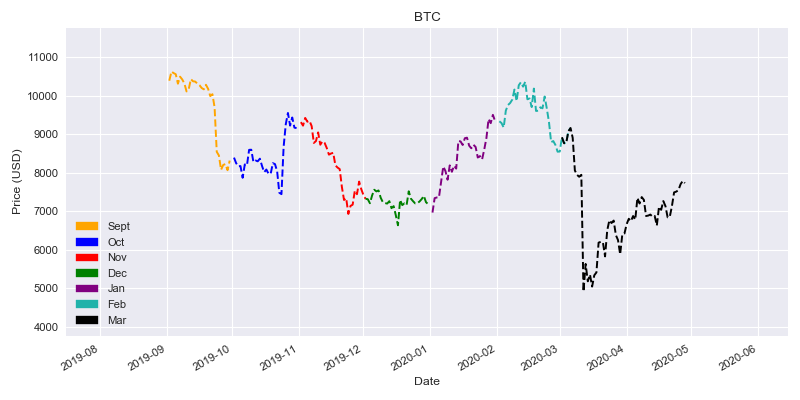 BTC
Price (USD)
11000
10000
9000
8000
7000
6000
5000
4000
Sept
Oct
Nov
Dec
Jan
Feb
Mar
2019-08
2019-09
2019-10
2019-11
2019-12
2020-01
2020-02
2020-03
2020-04
2020-05
2020-06
Date